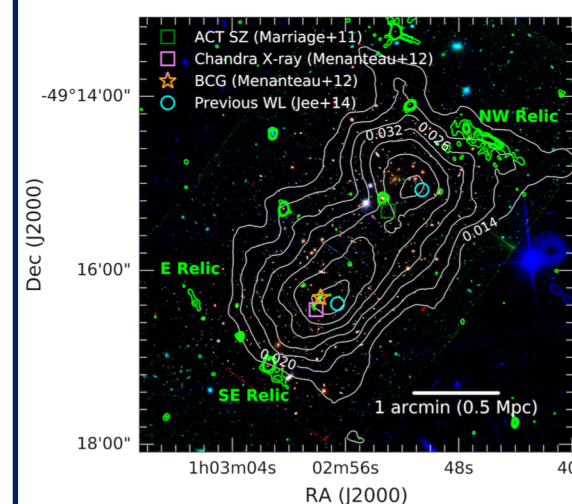 ACT SZ (Marriage+11)
Chandra X-ray (Menanteau+12)
BCG (Menanteau+12)
Previous WL (Jee+14)
-49°14'00"
NW Relic
0.032
0.026
0.014
Dec (J2000)
16'00"
E Relic
0.020
SE Relic
1 arcmin (0.5 Mpc)
18'00"
1h03m04s
02m56s
48s
40
RA (J2000)